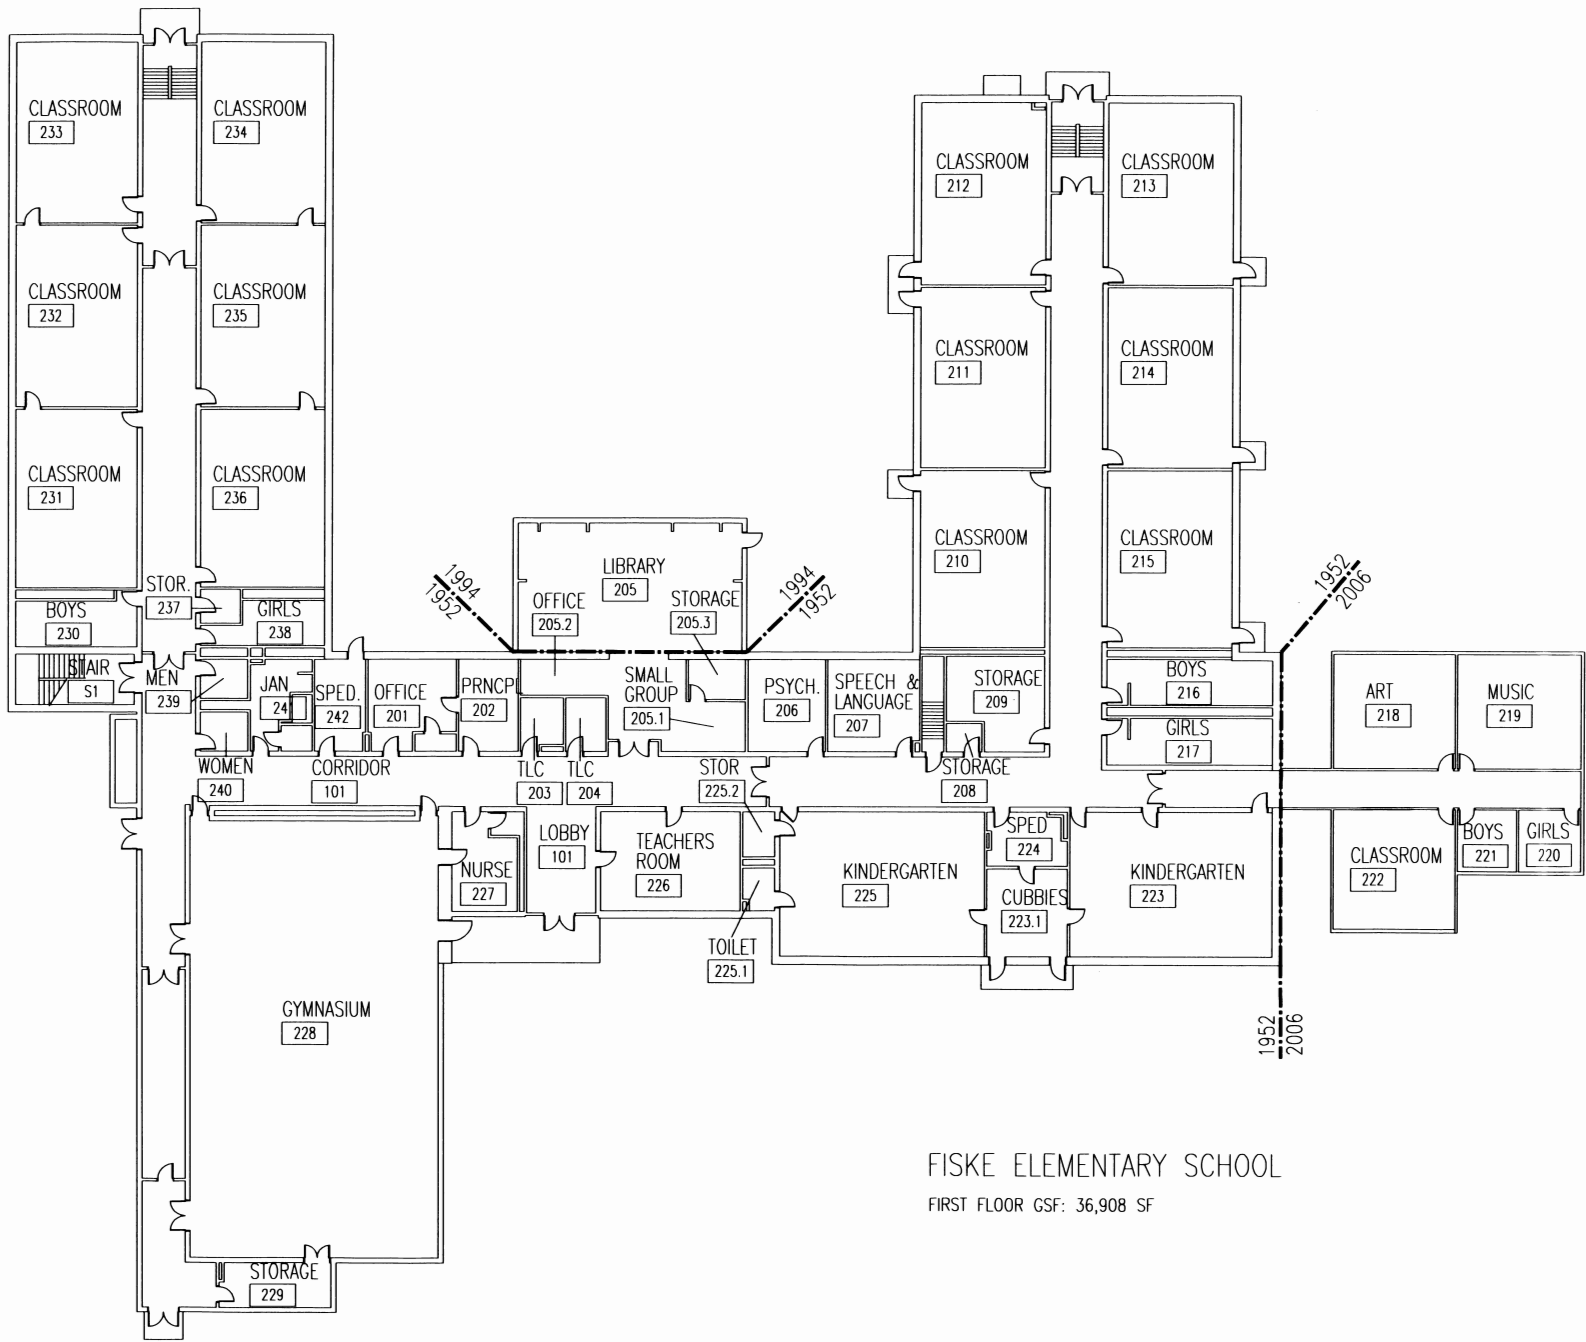 CLASSROOM
233
CLASSROOM
234
CLASSROOM
212
CLASSROOM
213
CLASSROOM
232
CLASSROOM
235
CLASSROOM
211
CLASSROOM
214
CLASSROOM
231
CLASSROOM
236
CLASSROOM
210
CLASSROOM
215
LIBRARY
205
1994
1952
1994
1952
1952
2006
STOR.
237
BOYS
230
GIRLS
238
OFFICE
205.2
STORAGE
205.3
STAIR
S1
MEN
239
JAN
24
SPED.
242
OFFICE
201
PRNCPL
202
SMALL
GROUP
205.1
PSYCH.
206
SPEECH &
LANGUAGE
207
STORAGE
209
BOYS
216
GIRLS
217
ART
218
MUSIC
219
WOMEN
240
CORRIDOR
101
TLC
203
TLC
204
STOR
225.2
STORAGE
208
LOBBY
101
NURSE
227
TEACHERS
ROOM
226
KINDERGARTEN
225
SPED
224
CUBBIES
223.1
KINDERGARTEN
223
CLASSROOM
222
BOYS
221
GIRLS
220
TOILET
225.1
GYMNASIUM
228
1952
2006
STORAGE
229
FISKE ELEMENTARY SCHOOL
FIRST FLOOR GSF: 36,908 SF